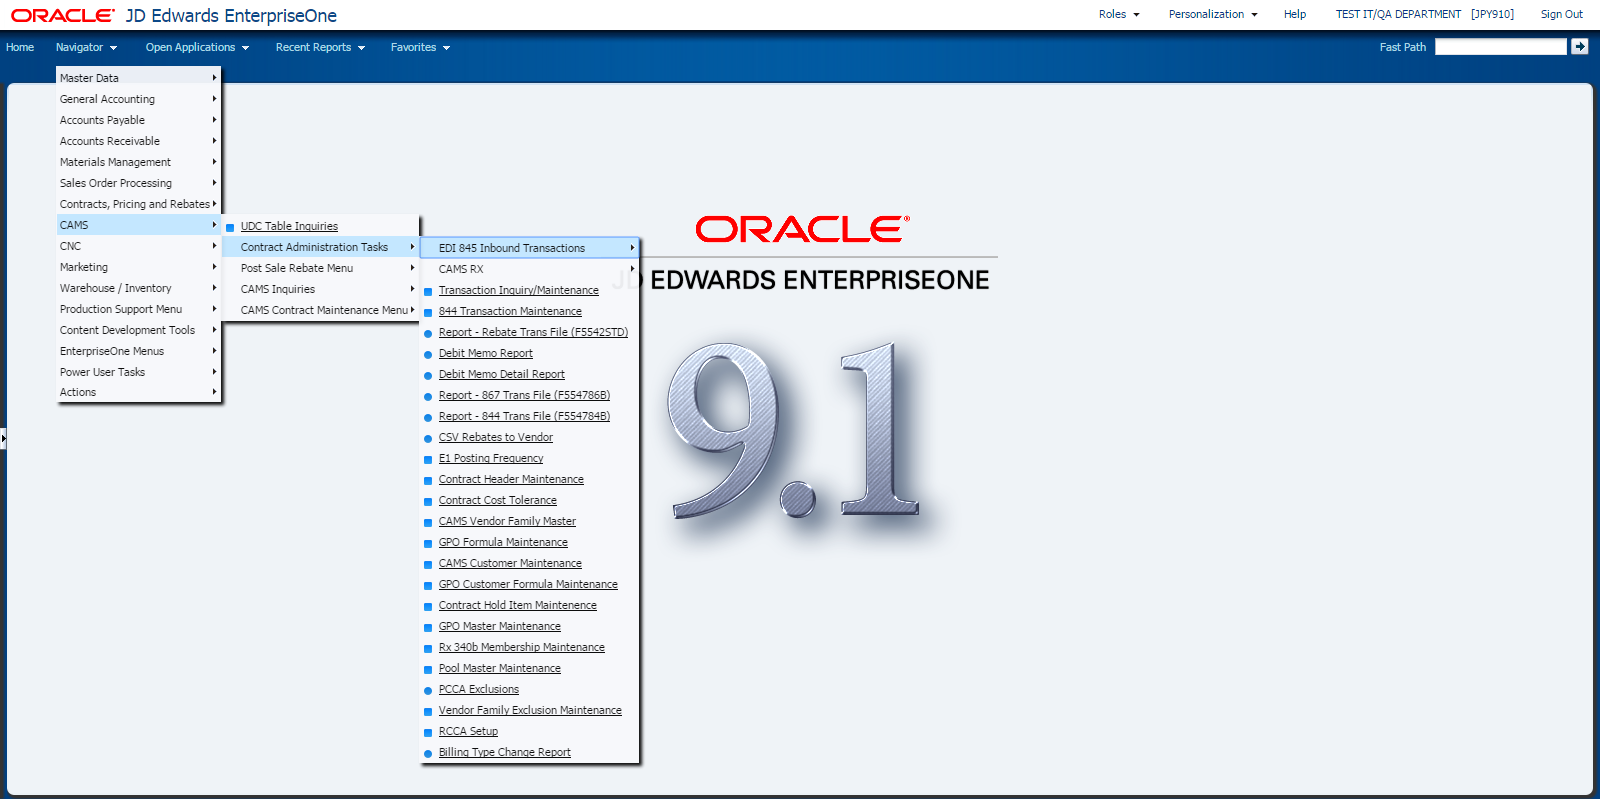 ORACLE JD Edwards EnterpriseOne
Roles Personalization Help TEST IT/QA DEPARTMENT [JPY910] Sign Out
Home Navigator Open Applications Recent Reports Favorites Fast Path
Master Data
General Accounting
Accounts Payable
Accounts Receivable
Materials Management
Sales Order Processing
Contracts, Pricing and Rebates
CAMS
CNC
Marketing
Warehouse / Inventory
Production Support Menu
Content Development Tools
EnterpriseOne Menus
Power User Tasks
Actions
UDC Table Inquiries
Contract Administration Tasks
Post Sale Rebate Menu
CAMS Inquiries
CAMS Contract Maintenance Menu
EDI 845 Inbound Transactions
CAMS RX
Transaction Inquiry/Maintenance
844 Transaction Maintenance
Report - Rebate Trans File (F5542STD)
Debit Memo Report
Debit Memo Detail Report
Report - 867 Trans File (F554786B)
Report - 844 Trans File (F554784B)
CSV Rebates to Vendor
E1 Posting Frequency
Contract Header Maintenance
Contract Cost Tolerance
CAMS Vendor Family Master
GPO Formula Maintenance
CAMS Customer Maintenance
GPO Customer Formula Maintenance
Contract Hold Item Maintenence
GPO Master Maintenance
Rx 340b Membership Maintenance
Pool Master Maintenance
PCCA Exclusions
Vendor Family Exclusion Maintenance
RCCA Setup
Billing Type Change Report
ORACLE
JD EDWARDS ENTERPRISEONE
9.1